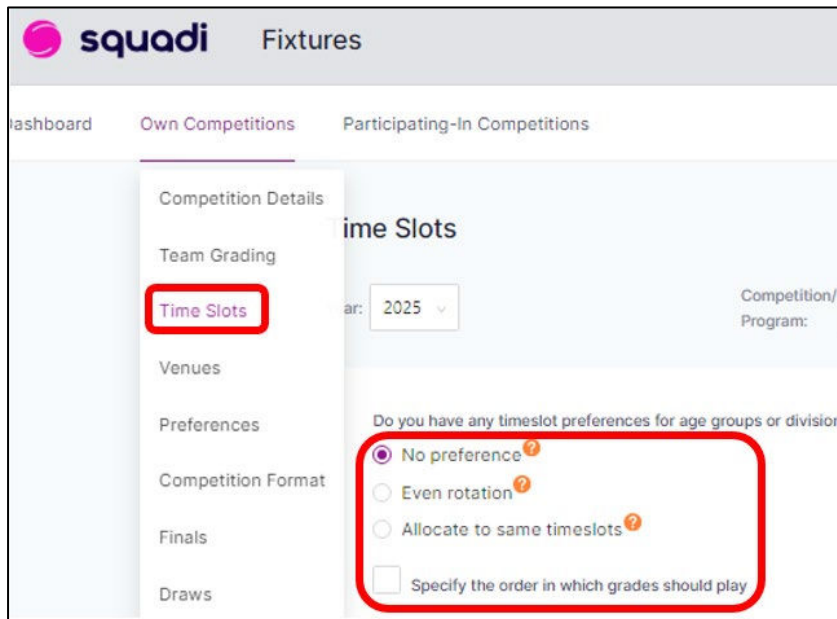 squadi Fixtures
Dashboard Own Competitions Participating-In Competitions
Competition Details
Team Grading
Time Slots
Venues
Preferences
Competition Format
Finals
Draws
ime Slots
ar: 2025
Competition/
Program:
Do you have any timeslot preferences for age groups or division
No preference ?
Even rotation ?
Allocate to same timeslots ?
Specify the order in which grades should play